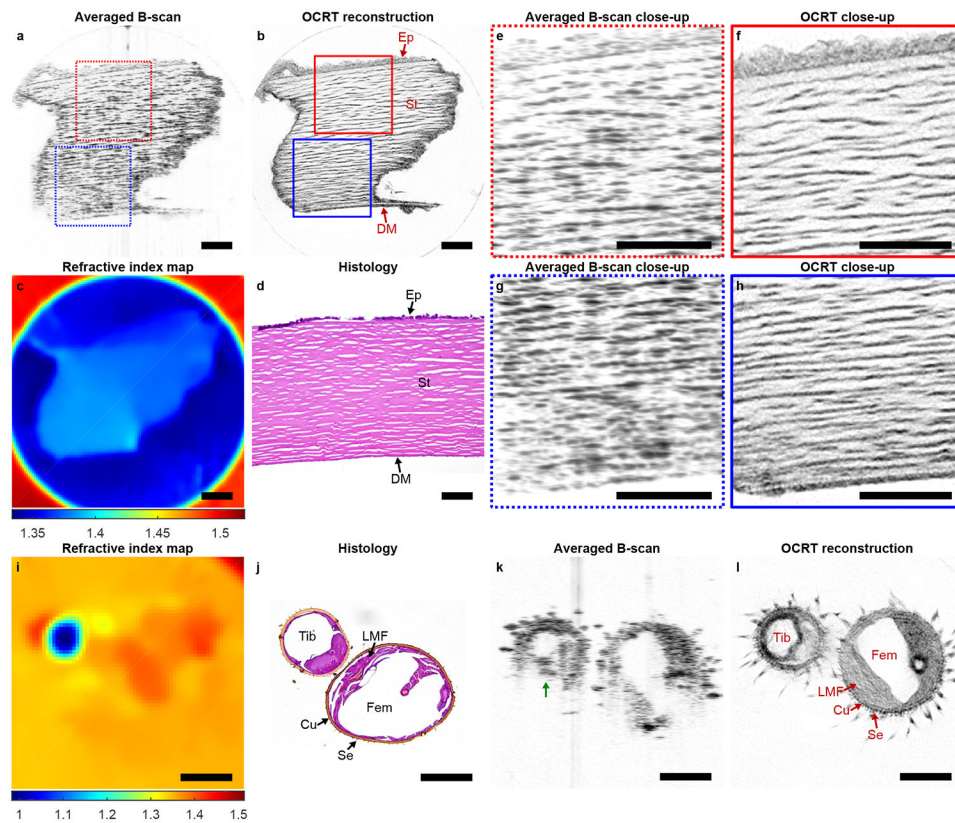 Averaged B-scan
OCRT reconstruction
Averaged B-scan close-up
OCRT close-up
a
b
e
f
Ep
St
DM
Refractive index map
Histology
Averaged B-scan close-up
OCRT close-up
c
d
g
h
Ep
St
DM
1.35 1.4 1.45 1.5
Refractive index map
Histology
Averaged B-scan
OCRT reconstruction
i
j
k
l
Tib
LMF
Fem
Cu
Se
Tib
Fem
LMF
Cu
Se
1 1.1 1.2 1.3 1.4 1.5